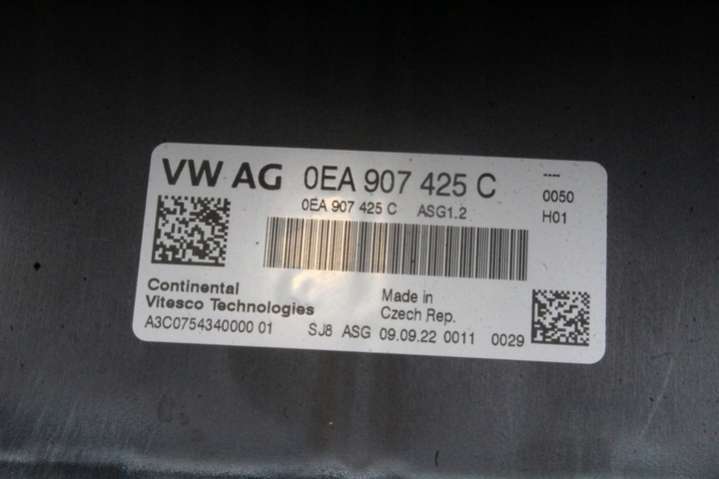 VW AG 0EA 907 425 C ----
0EA 907 425 C ASG1.2 0050
H01
Continental
Vitesco Technologies
Made in
Czech Rep.
A3C0754340000 01 SJ8 ASG 09.09.22 0011 0029